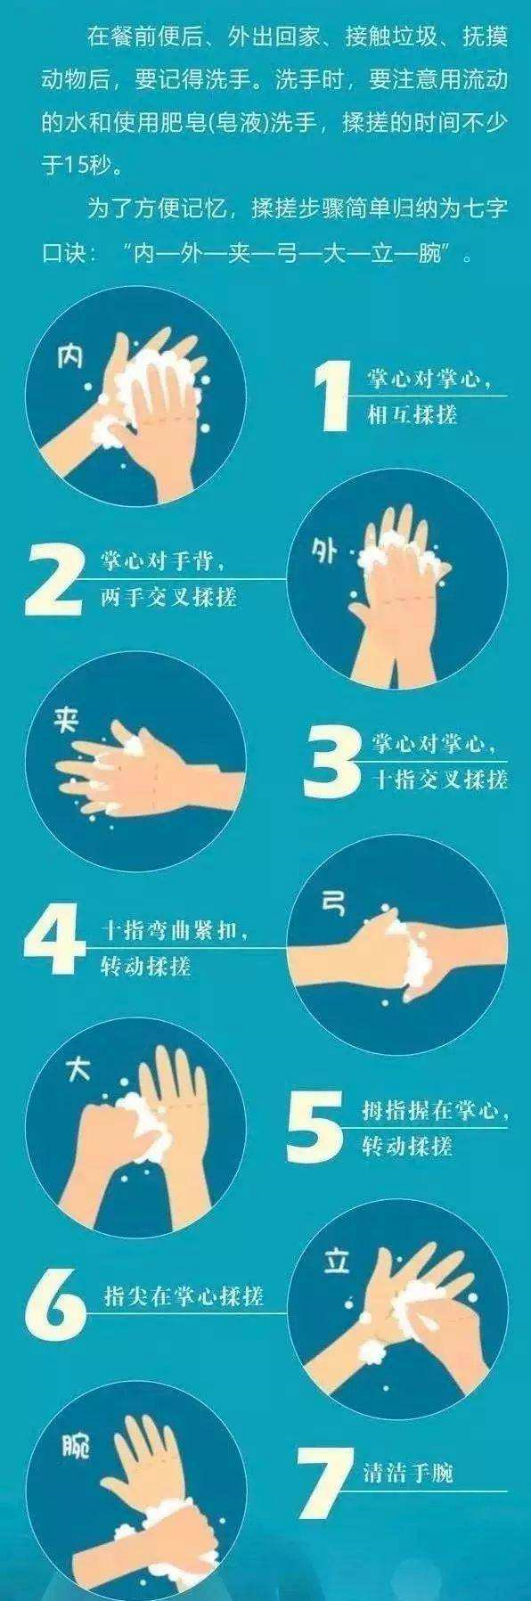 在餐前便后、外出回家、接触垃圾、抚摸
动物后，要记得洗手。洗手时，要注意用流动
的水和使用肥皂(皂液)洗手，揉搓的时间不少
于15秒。
为了方便记忆，揉搓步骤简单归纳为七字
口诀：“内—外—夹—弓—大—立—腕”。
内
1 掌心对掌心，
相互揉搓
外
2 掌心对手背，
两手交叉揉搓
夹
3 掌心对掌心，
十指交叉揉搓
弓
4 十指弯曲紧扣，
转动揉搓
大
5 拇指握在掌心，
转动揉搓
立
6 指尖在掌心揉搓
腕
7 清洁手腕